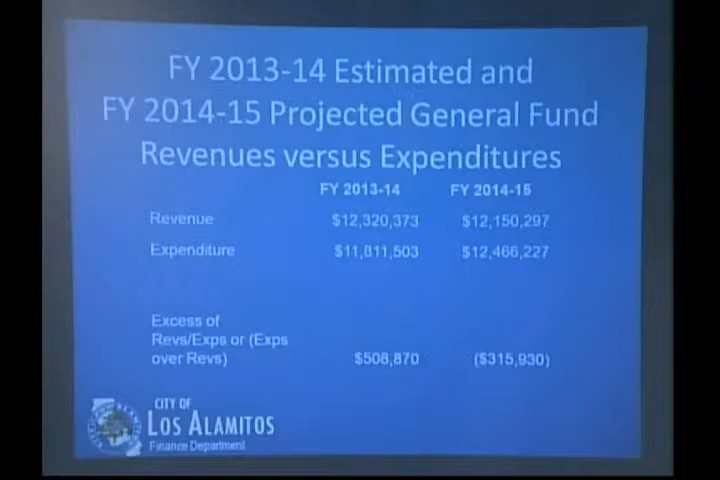 FY 2013-14 Estimated and
FY 2014-15 Projected General Fund
Revenues versus Expenditures
FY 2013-14 FY 2014-15
Revenue $12,320,373 $12,150,297
Expenditure $11,811,503 $12,466,227
Excess of
Revs/Exps or (Exps
over Revs) $508,870 ($315,930)
CITY OF
LOS ALAMITOS
Finance Department